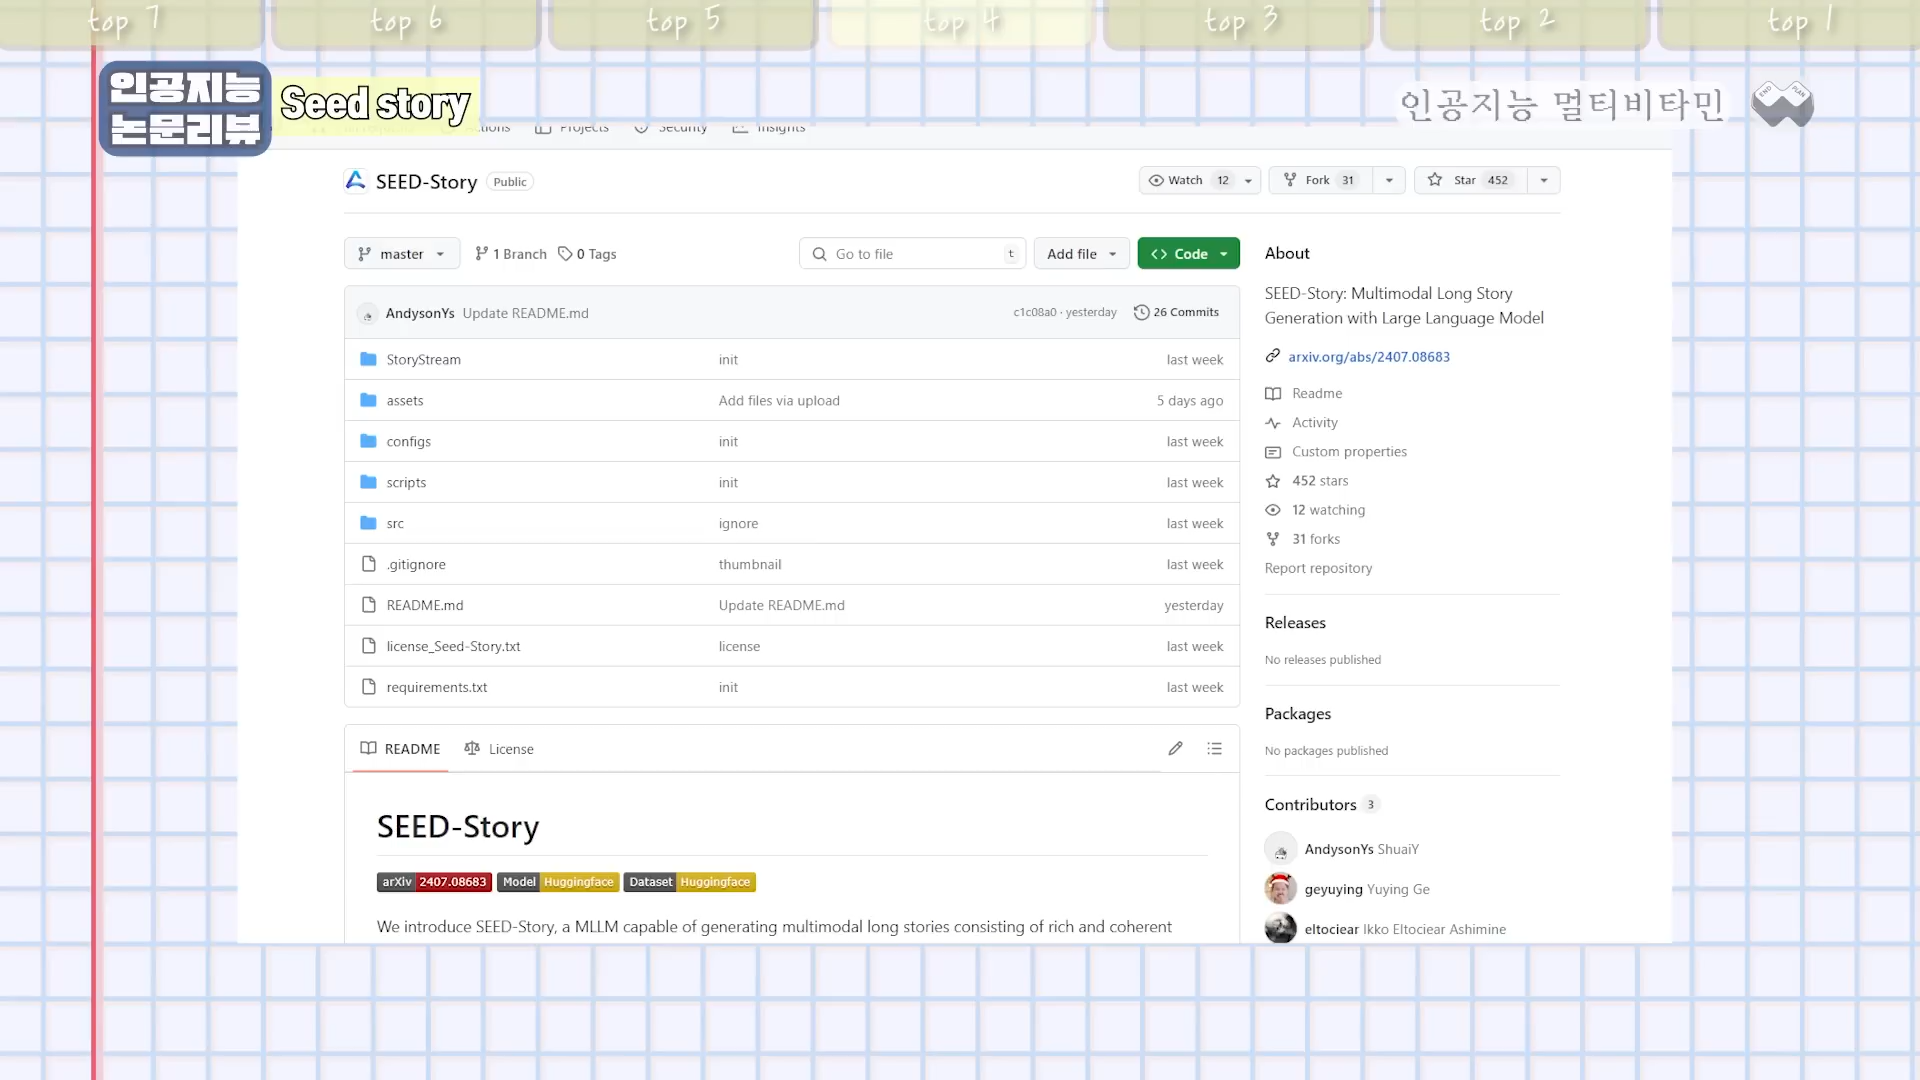 top 7
top 6
top 5
top 4
top 3
top 2
top 1
인공지능
논문리뷰
Seed story
인공지능 멀티비타민
END PLAN
Actions Projects Security Insights
SEED-Story Public
Watch 12
Fork 31
Star 452
master
1 Branch
0 Tags
Go to file t
Add file
Code
AndysonYs Update README.md c1c08a0 · yesterday 26 Commits
StoryStream init last week
assets Add files via upload 5 days ago
configs init last week
scripts init last week
src ignore last week
.gitignore thumbnail last week
README.md Update README.md yesterday
license_Seed-Story.txt license last week
requirements.txt init last week
README License
SEED-Story
arXiv 2407.08683 Model Huggingface Dataset Huggingface
We introduce SEED-Story, a MLLM capable of generating multimodal long stories consisting of rich and coherent
About
SEED-Story: Multimodal Long Story
Generation with Large Language Model
arxiv.org/abs/2407.08683
Readme
Activity
Custom properties
452 stars
12 watching
31 forks
Report repository
Releases
No releases published
Packages
No packages published
Contributors 3
AndysonYs ShuaiY
geyuying Yuying Ge
eltociear Ikko Eltociear Ashimine